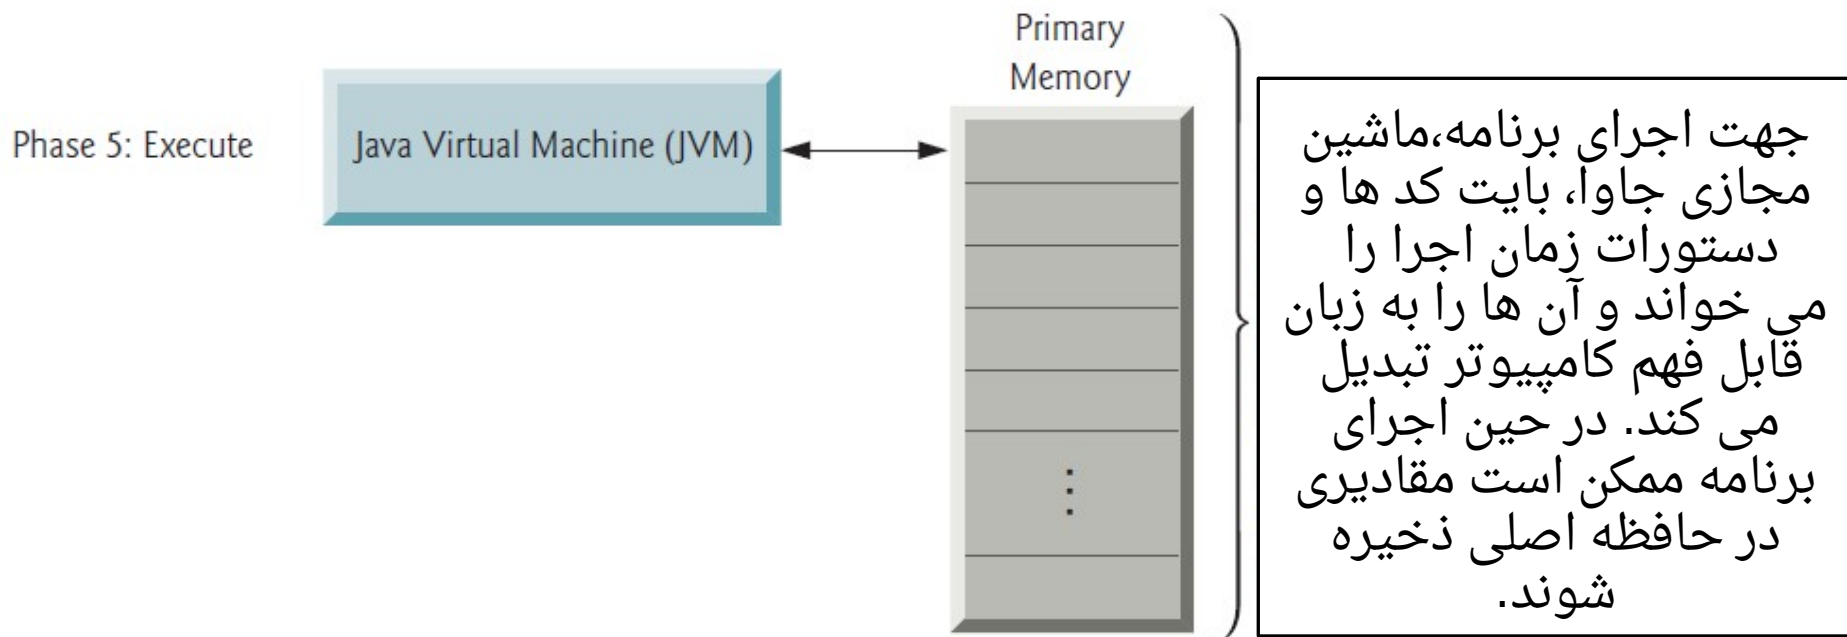 Primary
Memory
Phase 5: Execute
Java Virtual Machine (JVM)
جهت اجرای برنامه،ماشین
مجازی جاوا، بایت کد ها و
دستورات زمان اجرا را
می خواند و آن ها را به زبان
قابل فهم کامپیوتر تبدیل
می کند. در حین اجرای
برنامه ممکن است مقادیری
در حافظه اصلی ذخیره
شوند.